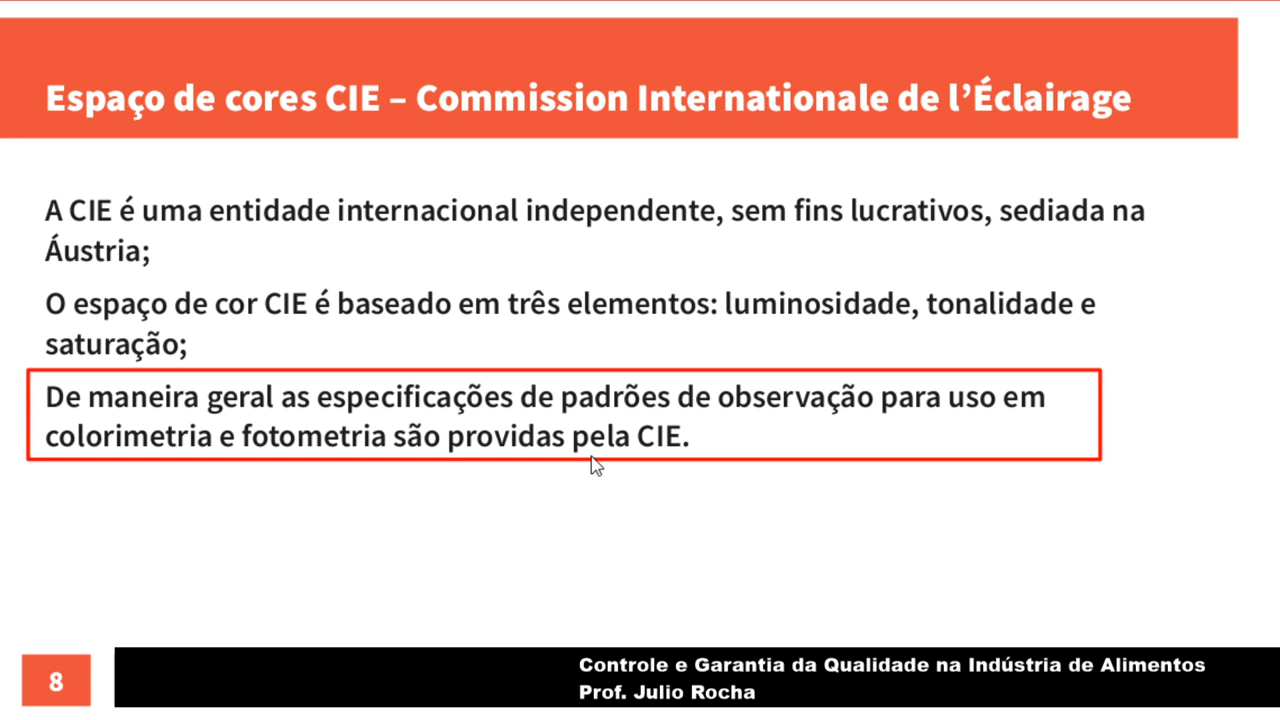 Espaço de cores CIE – Commission Internationale de l’Éclairage
A CIE é uma entidade internacional independente, sem fins lucrativos, sediada na
Áustria;
O espaço de cor CIE é baseado em três elementos: luminosidade, tonalidade e
saturação;
De maneira geral as especificações de padrões de observação para uso em
colorimetria e fotometria são providas pela CIE.
8
Controle e Garantia da Qualidade na Indústria de Alimentos
Prof. Julio Rocha